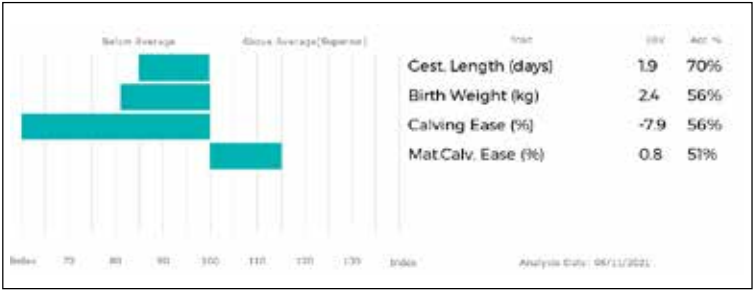 Below Average Above Average(Superior) Trait EBV Acc %
Gest. Length (days) 1.9 70%
Birth Weight (kg) 2.4 56%
Calving Ease (%) -7.9 56%
Mat.Calv. Ease (%) 0.8 51%
Index 70 80 90 100 110 120 130 Index Analysis Date: 06/11/2021